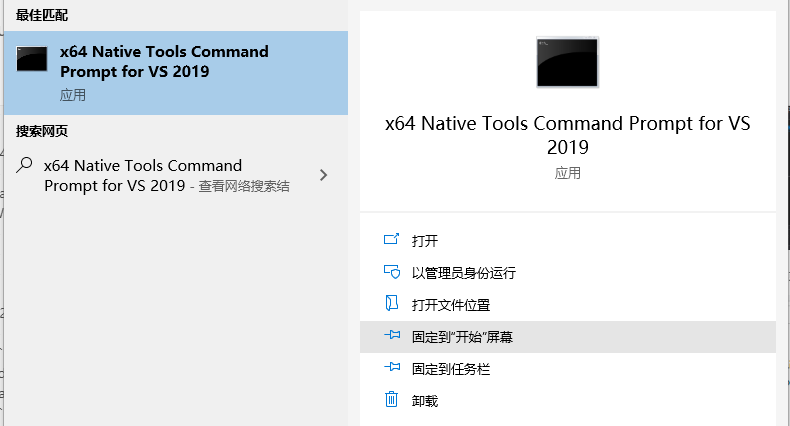 最佳匹配
x64 Native Tools Command
Prompt for VS 2019
应用
搜索网页
x64 Native Tools Command
Prompt for VS 2019 - 查看网络搜索结
x64 Native Tools Command Prompt for VS
2019
应用
打开
以管理员身份运行
打开文件位置
固定到"开始"屏幕
固定到任务栏
卸载